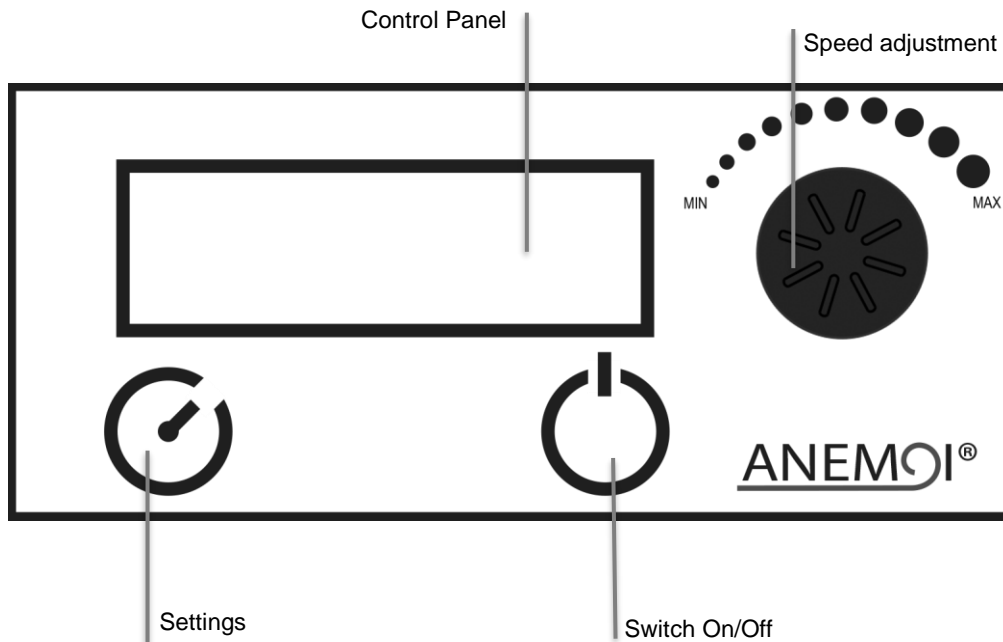 Control Panel
Speed adjustment
MIN
MAX
ANEMOI®
Settings
Switch On/Off